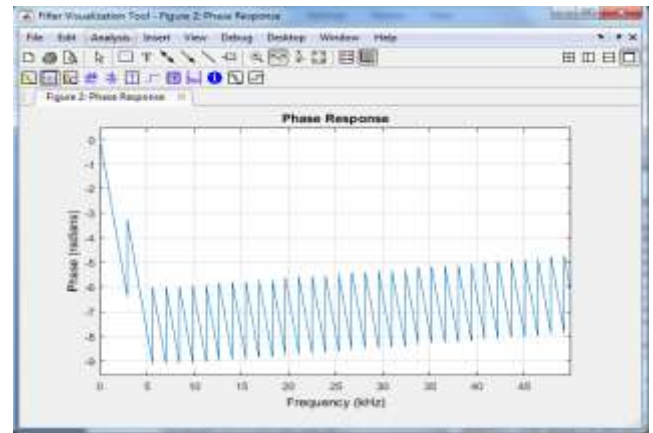 Filter Visualization Tool - Figure 2: Phase Response
File Edit Analysis Insert View Debug Desktop Window Help
Figure 2: Phase Response
Phase Response
Phase (radians)
0
-1
-2
-3
-4
-5
-6
-7
-8
-9
0 5 10 15 20 25 30 35 40 45
Frequency (kHz)